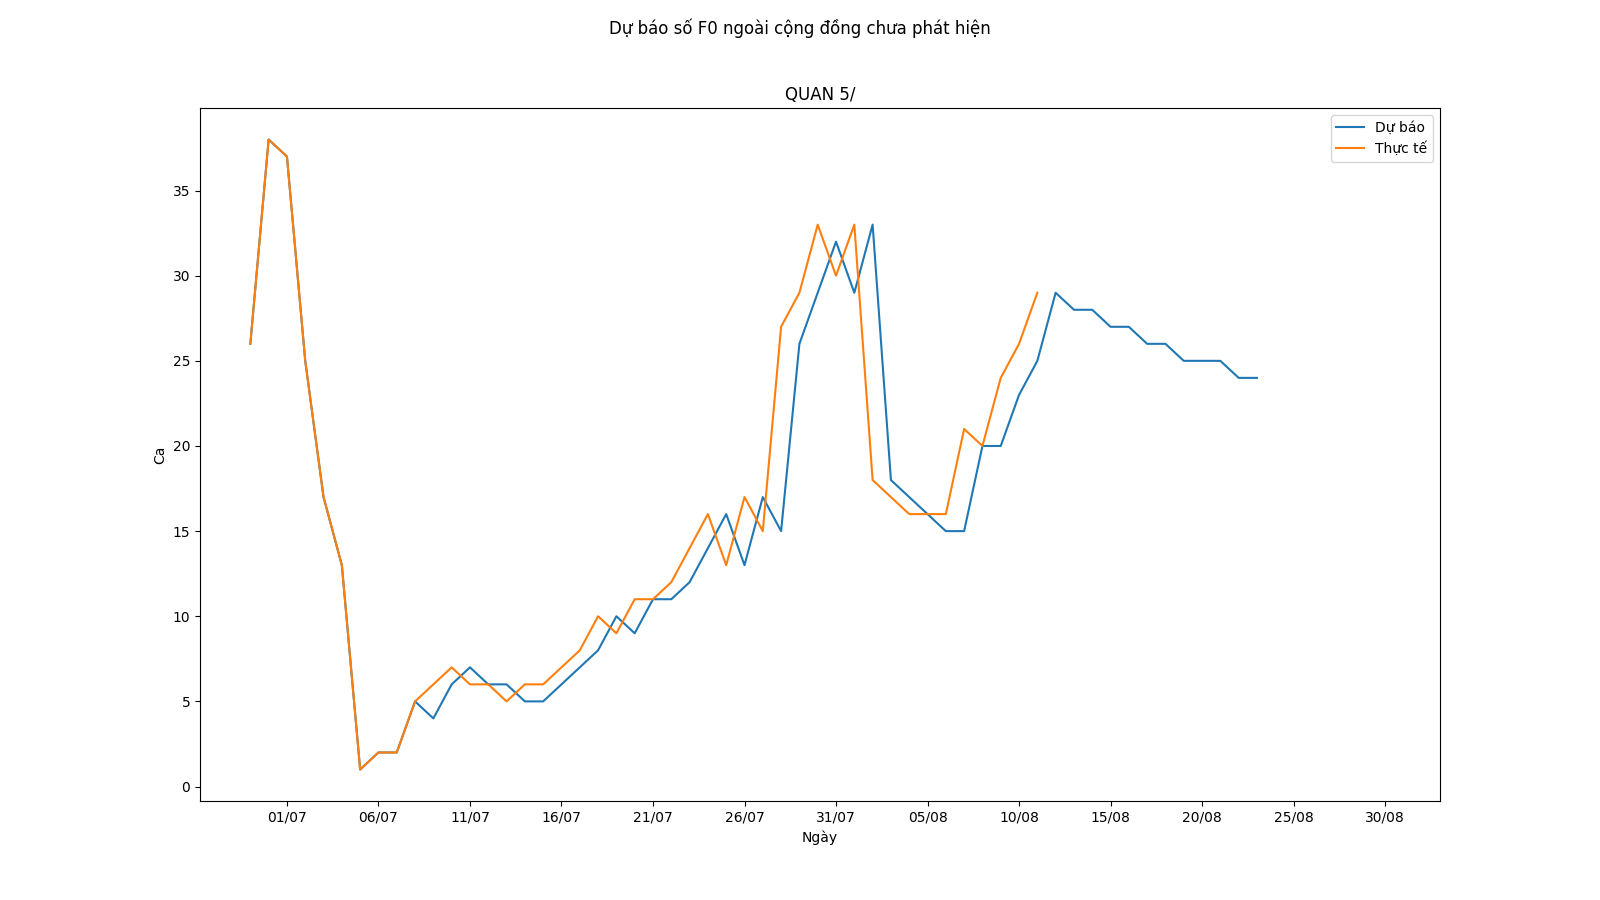 Dự báo số F0 ngoài cộng đồng chưa phát hiện
QUAN 5/
Dự báo
Thực tế
35
30
25
20
15
10
5
0
Ca
01/07 06/07 11/07 16/07 21/07 26/07 31/07 05/08 10/08 15/08 20/08 25/08 30/08
Ngày